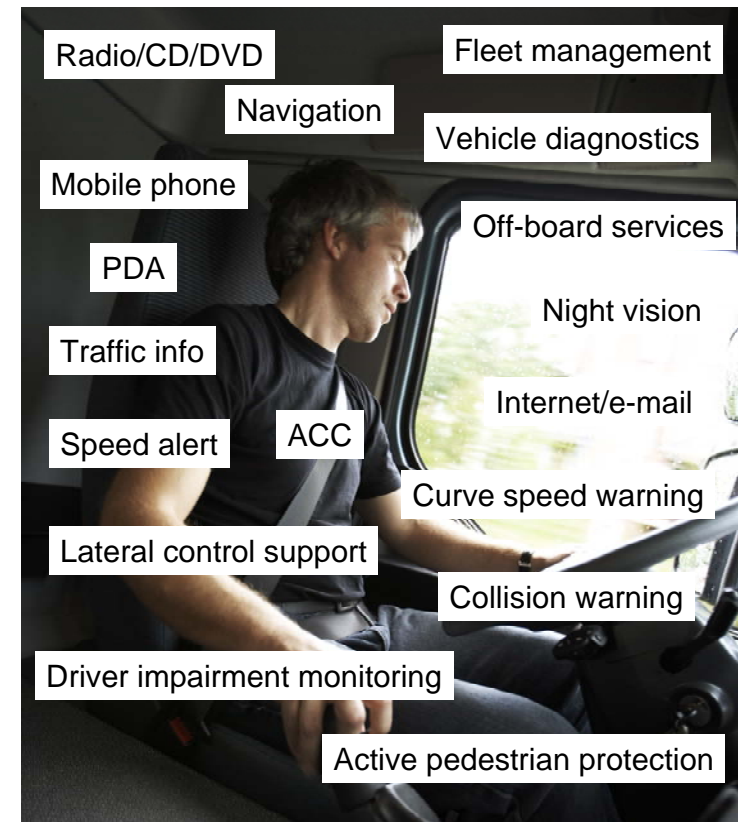 Radio/CD/DVD
Fleet management
Navigation
Vehicle diagnostics
Mobile phone
Off-board services
PDA
Night vision
Traffic info
Internet/e-mail
Speed alert
ACC
Curve speed warning
Lateral control support
Collision warning
Driver impairment monitoring
Active pedestrian protection